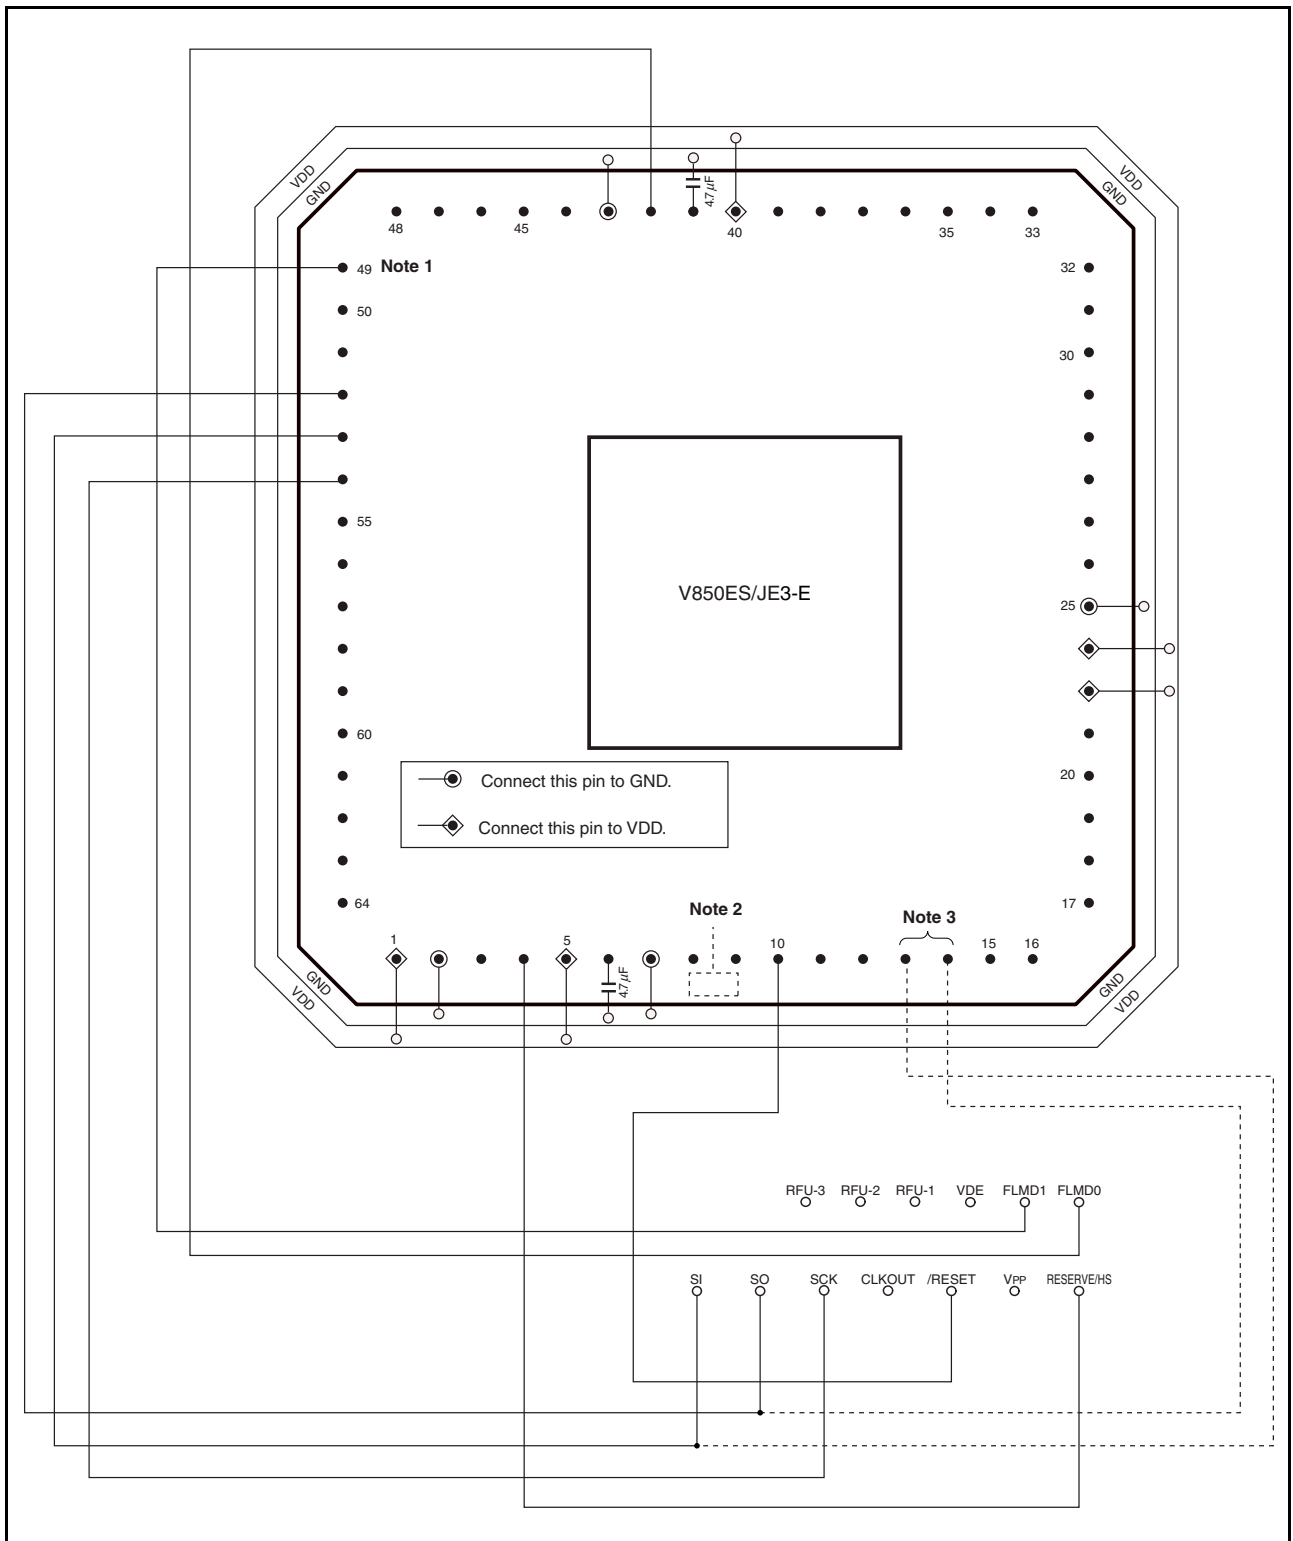 VDD
GND
VDD
GND
4.7 μF
48
45
40
35
33
49 Note 1
32
50
30
55
V850ES/JE3-E
25
60
20
Connect this pin to GND.
Connect this pin to VDD.
64
17
Note 2
Note 3
1
5
10
15
16
4.7 μF
GND
VDD
GND
VDD
RFU-3 RFU-2 RFU-1 VDE FLMD1 FLMD0
SI SO SCK CLKOUT /RESET VPP RESERVE/HS